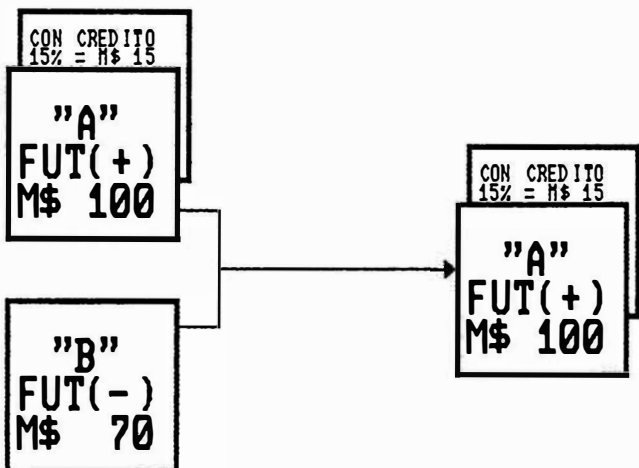 CON CREDITO
15% = M$ 15
"A"
FUT(+)
M$ 100
"B"
FUT(-)
M$ 70
CON CREDITO
15% = M$ 15
"A"
FUT(+)
M$ 100